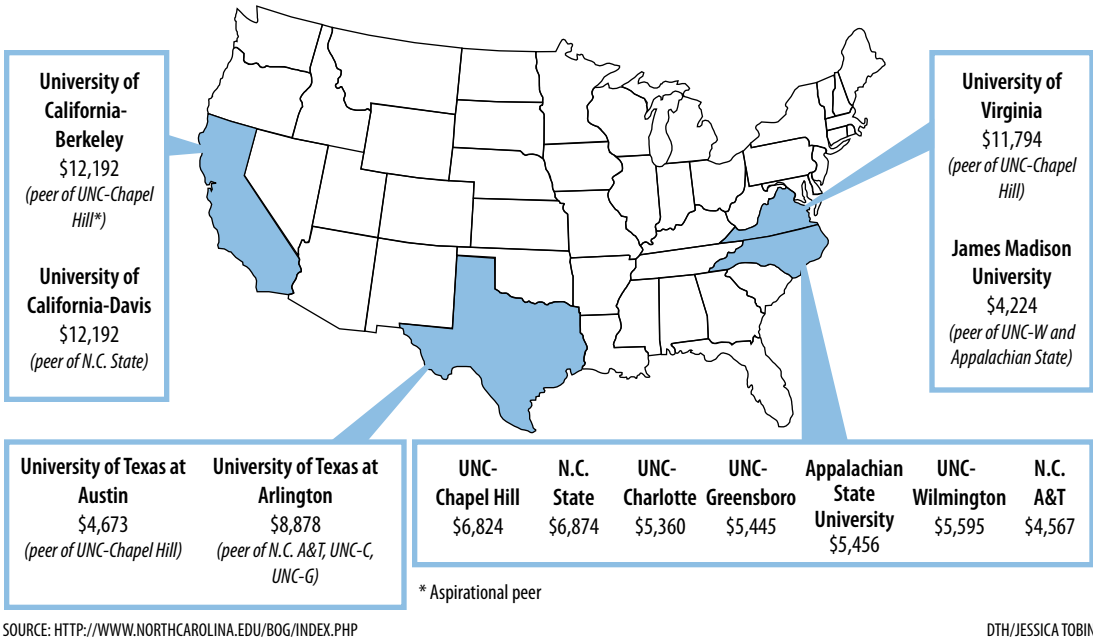 University of
California-
Berkeley
$12,192
(peer of UNC-Chapel
Hill*)
University of
California-Davis
$12,192
(peer of N.C. State)
University of
Virginia
$11,794
(peer of UNC-Chapel
Hill)
James Madison
University
$4,224
(peer of UNC-W and
Appalachian State)
University of Texas at
Austin
$4,673
(peer of UNC-Chapel Hill)
University of Texas at
Arlington
$8,878
(peer of N.C. A&T, UNC-C,
UNC-G)
UNC-
Chapel Hill
$6,824
N.C.
State
$6,874
UNC-
Charlotte
$5,360
UNC-
Greensboro
$5,445
Appalachian
State
University
$5,456
UNC-
Wilmington
$5,595
N.C.
A&T
$4,567
* Aspirational peer
SOURCE: HTTP://WWW.NORTHCAROLINA.EDU/BOG/INDEX.PHP
DTH/JESSICA TOBIN